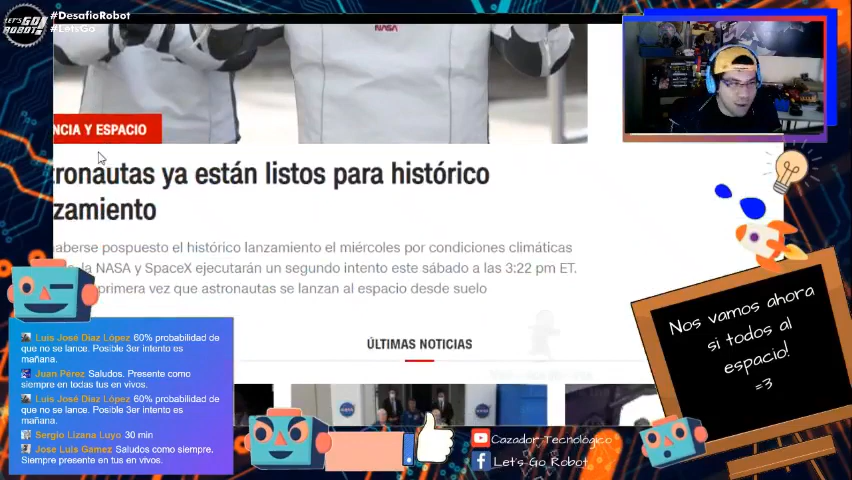 LET'S GO ROBOT!
#DesafioRobot
#LetsGo
NASA
NCIA Y ESPACIO
tronautas ya están listos para histórico
nzamiento
haberse pospuesto el histórico lanzamiento el miércoles por condiciones climáticas
la NASA y SpaceX ejecutarán un segundo intento este sábado a las 3:22 pm ET.
primera vez que astronautas se lanzan al espacio desde suelo
ÚLTIMAS NOTICIAS
Luis José Díaz López 60% probabilidad de
que no se lance. Posible 3er intento es
mañana.
Juan Pérez Saludos. Presente como
siempre en todas tus en vivos.
Luis José Díaz López 60% probabilidad de
que no se lance. Posible 3er intento es
mañana.
Sergio Lizana Luyo 30 min
Jose Luis Gamez Saludos como siempre.
Siempre presente en tus en vivos.
Nos vamos ahora
si todos al
espacio!
=3
Cazador-Tecnológico
Let's Go Robot